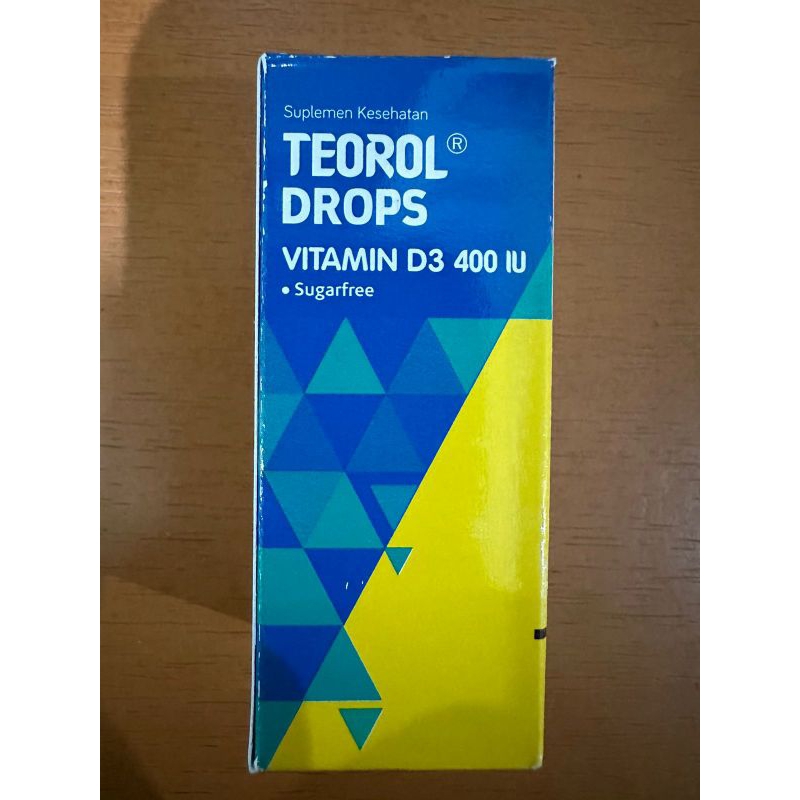 Suplemen Kesehatan
TEOROL®
DROPS
VITAMIN D3 400 IU
• Sugarfree